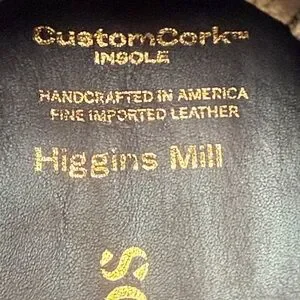 CustomCork™
INSOLE
HANDCRAFTED IN AMERICA
FINE IMPORTED LEATHER
Higgins Mill